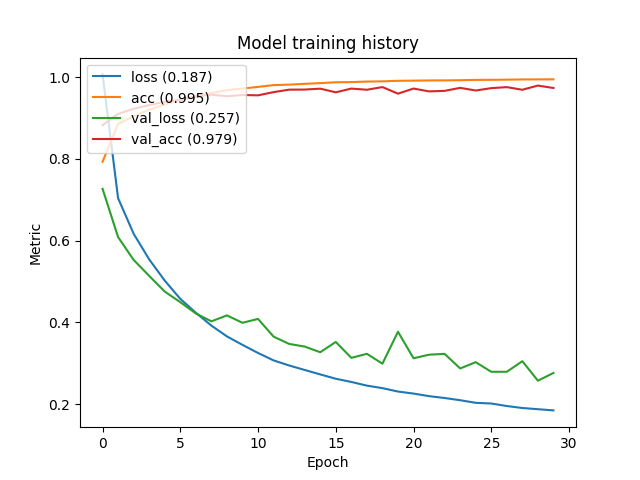 Model training history
loss (0.187)
acc (0.995)
val_loss (0.257)
val_acc (0.979)
Metric
1.0
0.8
0.6
0.4
0.2
0 5 10 15 20 25 30
Epoch